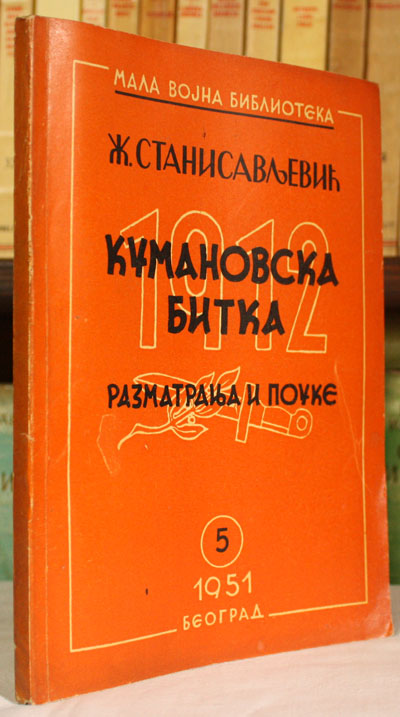 МАЛА ВОЈНА БИБЛИОТЕКА
Ж. СТАНИСАВЉЕВИЋ
1912
КУМАНОВСКА
БИТКА
РАЗМАТРАЊА И ПОУКЕ
5
1951
БЕОГРАД